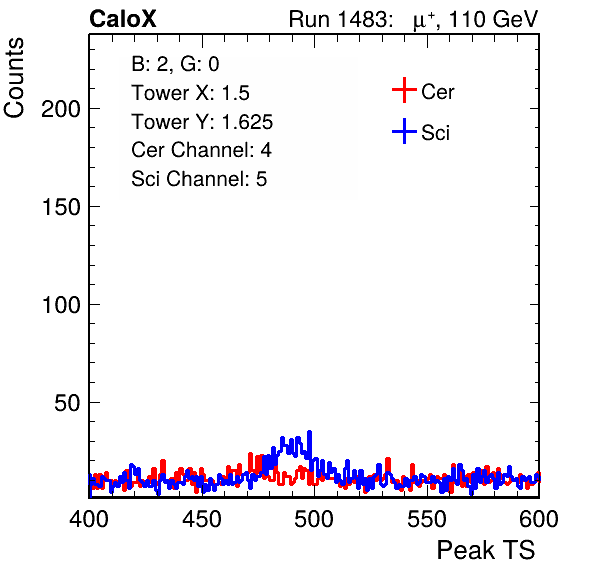 CaloX Run 1483: μ⁺, 110 GeV
B: 2, G: 0
Tower X: 1.5
Tower Y: 1.625
Cer Channel: 4
Sci Channel: 5
Cer
Sci
Counts
200
150
100
50
400 450 500 550 600
Peak TS